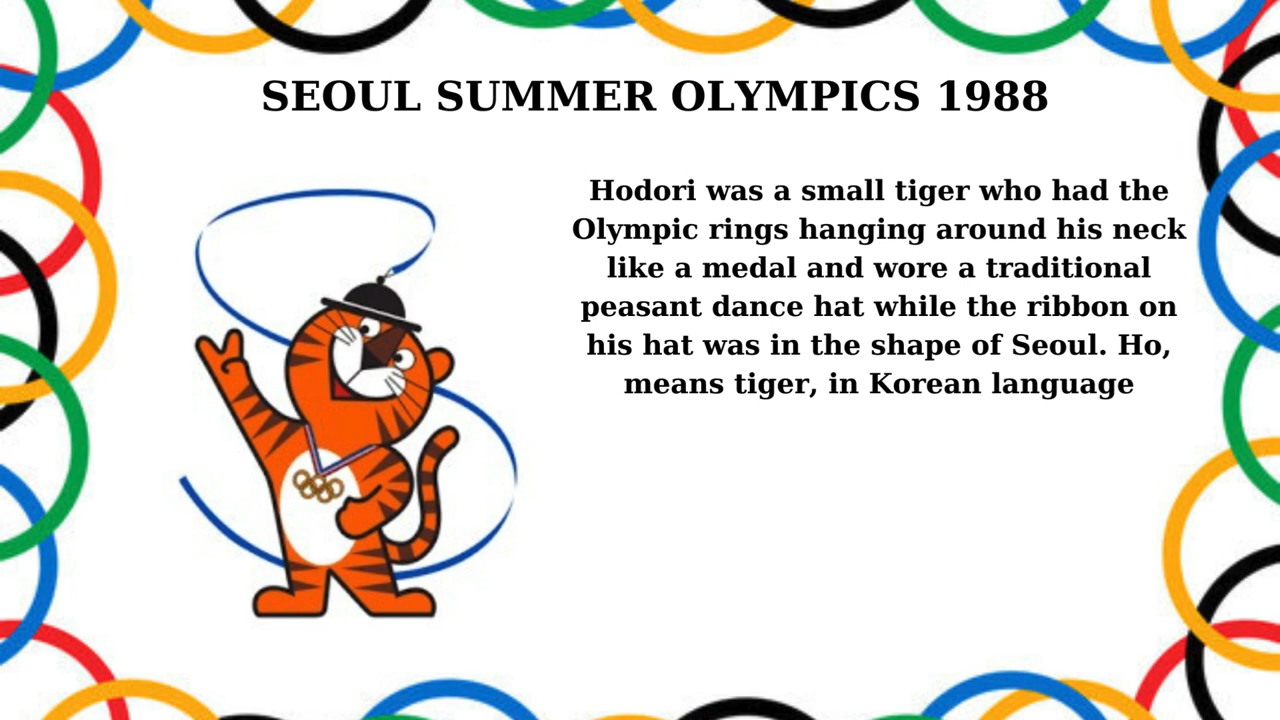 SEOUL SUMMER OLYMPICS 1988
Hodori was a small tiger who had the
Olympic rings hanging around his neck
like a medal and wore a traditional
peasant dance hat while the ribbon on
his hat was in the shape of Seoul. Ho,
means tiger, in Korean language